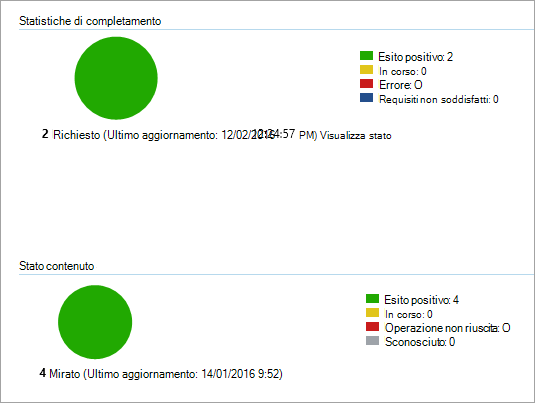 Statistiche di completamento
Esito positivo: 2
In corso: 0
Errore: O
Requisiti non soddisfatti: 0
2 Richiesto (Ultimo aggiornamento: 12/02/2016 12:24:57 PM) Visualizza stato
Stato contenuto
Esito positivo: 4
In corso: 0
Operazione non riuscita: O
Sconosciuto: 0
4 Mirato (Ultimo aggiornamento: 14/01/2016 9:52)